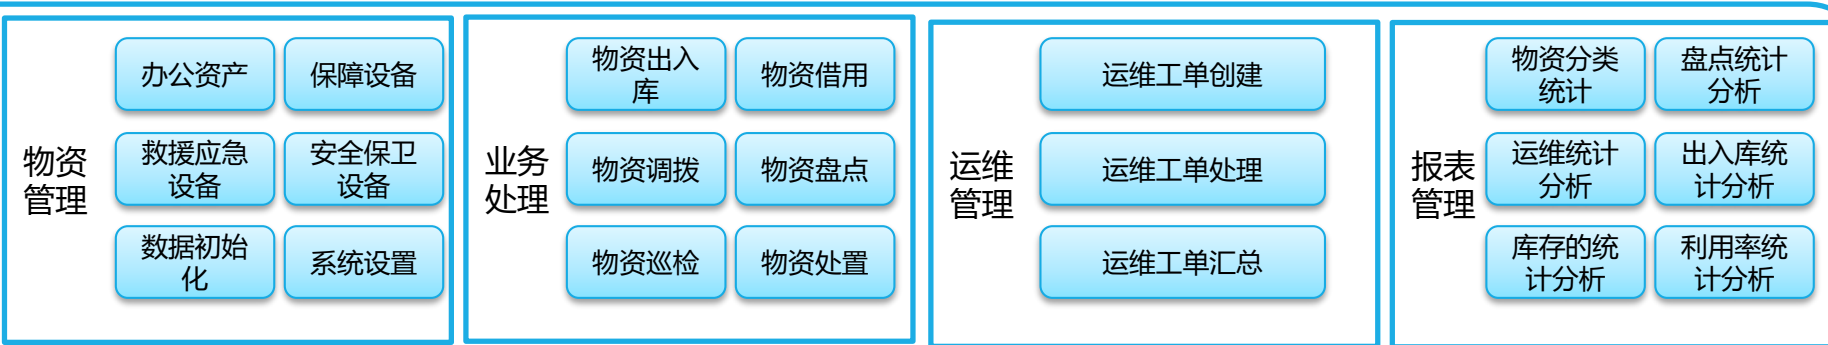 物资
管理
办公资产
保障设备
救援应急
设备
安全保卫
设备
数据初始
化
系统设置
业务
处理
物资出入
库
物资借用
物资调拨
物资盘点
物资巡检
物资处置
运维
管理
运维工单创建
运维工单处理
运维工单汇总
报表
管理
物资分类
统计
盘点统计
分析
运维统计
分析
出入库统
计分析
库存的统
计分析
利用率统
计分析